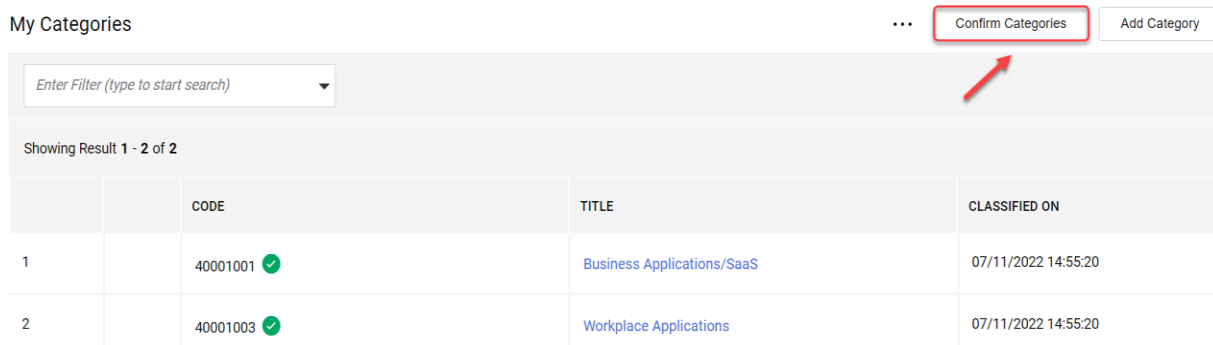 My Categories ... Confirm Categories Add Category
Enter Filter (type to start search)
Showing Result 1 - 2 of 2
CODE TITLE CLASSIFIED ON
1 40001001 Business Applications/SaaS 07/11/2022 14:55:20
2 40001003 Workplace Applications 07/11/2022 14:55:20